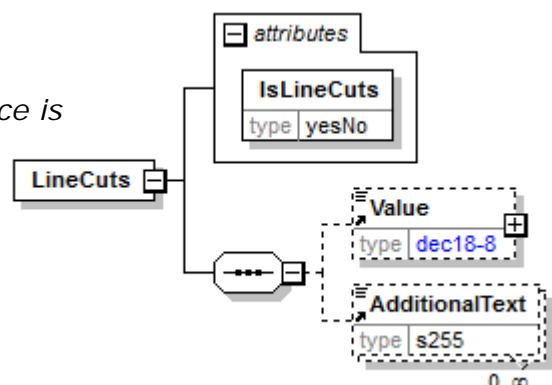 attributes
IsLineCuts
type yesNo
ce is
LineCuts
Value
type dec18-8
AdditionalText
type s255
0..∞